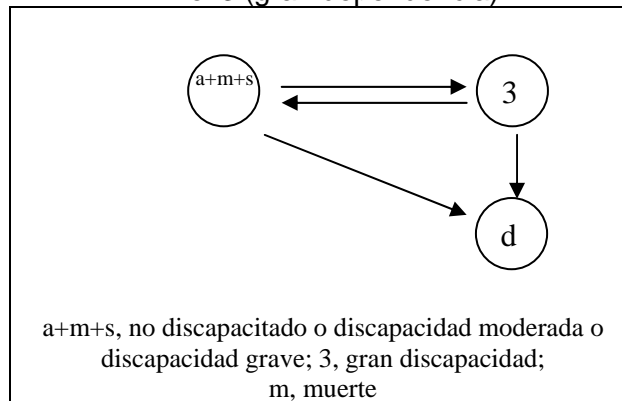 a+m+s
3
d
a+m+s, no discapacitado o discapacidad moderada o
discapacidad grave; 3, gran discapacidad;
m, muerte